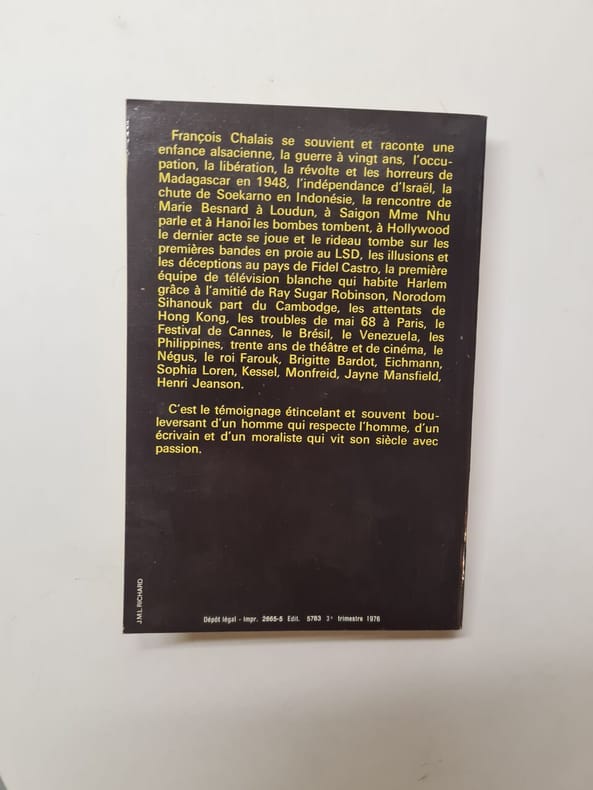 François Chalais se souvient et raconte une
enfance alsacienne, la guerre à vingt ans, l'occu-
pation, la libération, la révolte et les horreurs de
Madagascar en 1948, l'indépendance d'Israël, la
chute de Soekarno en Indonésie, la rencontre de
Marie Besnard à Loudun, à Saigon Mme Nhu
parle et à Hanoï les bombes tombent, à Hollywood
le dernier acte se joue et le rideau tombe sur les
premières bandes en proie au LSD, les illusions et
les déceptions au pays de Fidel Castro, la première
équipe de télévision blanche qui habite Harlem
grâce à l'amitié de Ray Sugar Robinson, Norodom
Sihanouk part du Cambodge, les attentats de
Hong Kong, les troubles de mai 68 à Paris, le
Festival de Cannes, le Brésil, le Venezuela, les
Philippines, trente ans de théâtre et de cinéma, le
Négus, le roi Farouk, Brigitte Bardot, Eichmann,
Sophia Loren, Kessel, Monfreid, Jayne Mansfield,
Henri Jeanson.
C'est le témoignage étincelant et souvent bou-
leversant d'un homme qui respecte l'homme, d'un
écrivain et d'un moraliste qui vit son siècle avec
passion.
J.M.L. RICHARD
Dépôt légal - Impr. 2665-5 Edit. 5783 3e trimestre 1976